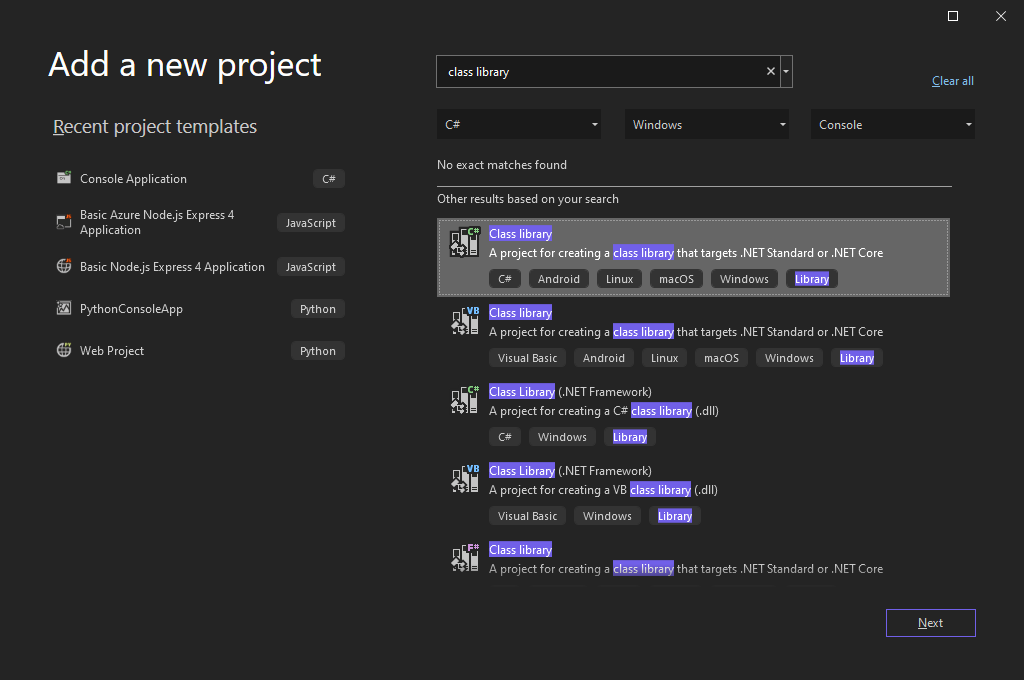 Add a new project
Recent project templates
Console Application C#
Basic Azure Node.js Express 4
Application JavaScript
Basic Node.js Express 4 Application JavaScript
PythonConsoleApp Python
Web Project Python
class library
Clear all
C# Windows Console
No exact matches found
Other results based on your search
C# Class library
A project for creating a class library that targets .NET Standard or .NET Core
C# Android Linux macOS Windows Library
VB Class library
A project for creating a class library that targets .NET Standard or .NET Core
Visual Basic Android Linux macOS Windows Library
C# Class Library (.NET Framework)
A project for creating a C# class library (.dll)
C# Windows Library
VB Class Library (.NET Framework)
A project for creating a VB class library (.dll)
Visual Basic Windows Library
F# Class library
A project for creating a class library that targets .NET Standard or .NET Core
Next